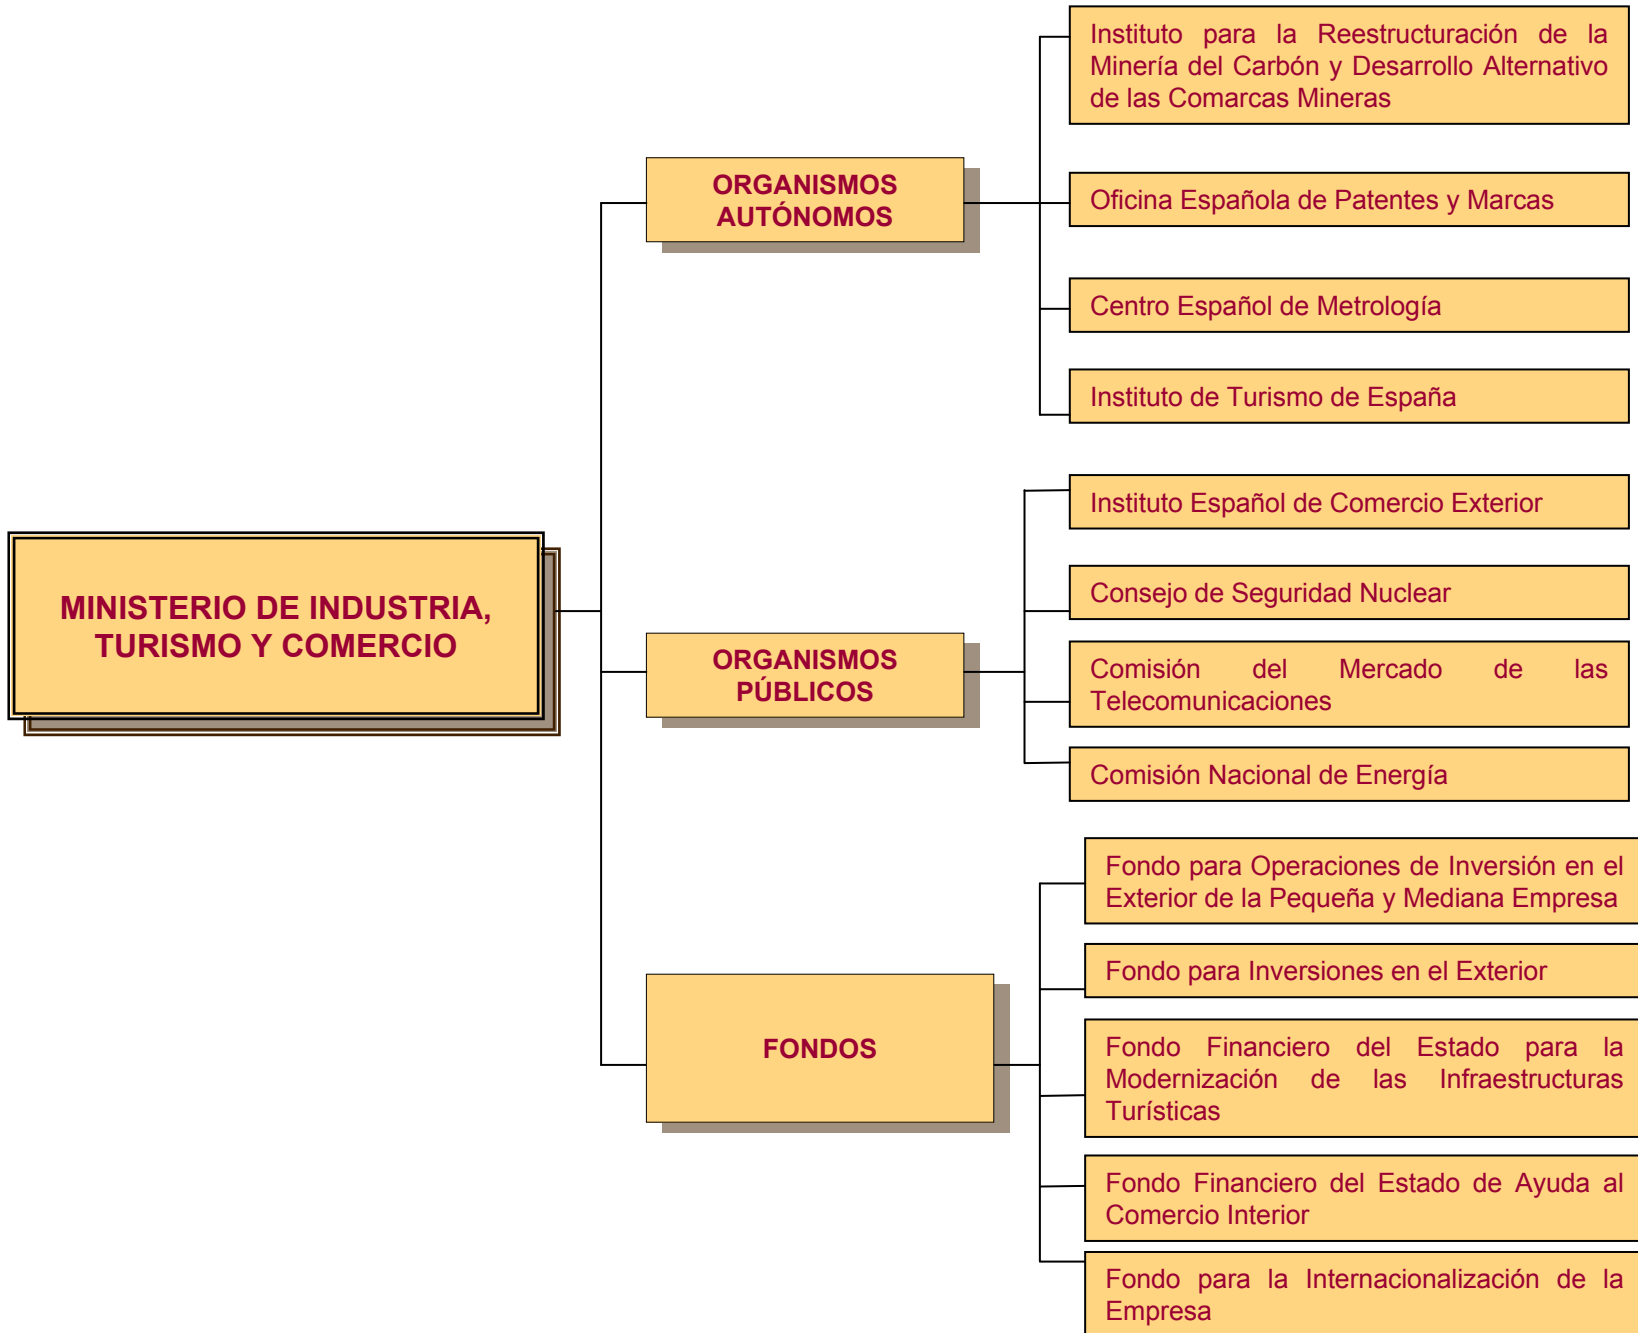 MINISTERIO DE INDUSTRIA,
TURISMO Y COMERCIO
ORGANISMOS
AUTÓNOMOS
Instituto para la Reestructuración de la
Minería del Carbón y Desarrollo Alternativo
de las Comarcas Mineras
Oficina Española de Patentes y Marcas
Centro Español de Metrología
Instituto de Turismo de España
ORGANISMOS
PÚBLICOS
Instituto Español de Comercio Exterior
Consejo de Seguridad Nuclear
Comisión del Mercado de las
Telecomunicaciones
Comisión Nacional de Energía
FONDOS
Fondo para Operaciones de Inversión en el
Exterior de la Pequeña y Mediana Empresa
Fondo para Inversiones en el Exterior
Fondo Financiero del Estado para la
Modernización de las Infraestructuras
Turísticas
Fondo Financiero del Estado de Ayuda al
Comercio Interior
Fondo para la Internacionalización de la
Empresa